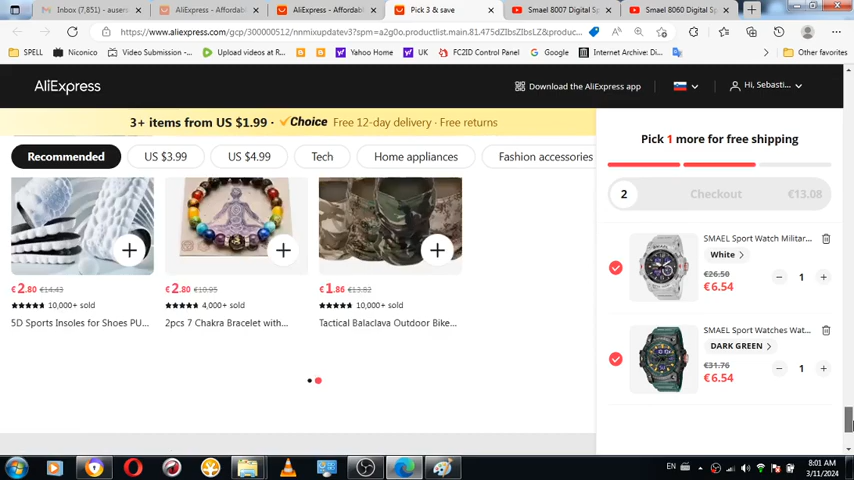 Inbox (7,851) - auseri
AliExpress - Affordabl
AliExpress - Affordabl
Pick 3 & save
Smael 8007 Digital Sp
Smael 8060 Digital Sp
https://www.aliexpress.com/gcp/300000512/nnmixupdatev3?spm=a2g0o.productlist.main.81.475dZIbsZIbsLZ&produc...
SPELL
Niconico
Video Submission -...
Upload videos at R...
Yahoo Home
UK
FC2ID Control Panel
Google
Internet Archive: Di...
Other favorites
AliExpress
Download the AliExpress app
Hi, Sebasti...
3+ items from US $1.99 · Choice Free 12-day delivery · Free returns
Recommended
US $3.99
US $4.99
Tech
Home appliances
Fashion accessories
Pick 1 more for free shipping
2 Checkout €13.08
SMAEL Sport Watch Militar...
White
€26.50
€6.54
1
SMAEL Sport Watches Wat...
DARK GREEN
€31.76
€6.54
1
€2.80 €14.43
10,000+ sold
5D Sports Insoles for Shoes PU...
€2.80 €10.95
4,000+ sold
2pcs 7 Chakra Bracelet with...
€1.86 €13.82
10,000+ sold
Tactical Balaclava Outdoor Bike...
EN
8:01 AM
3/11/2024